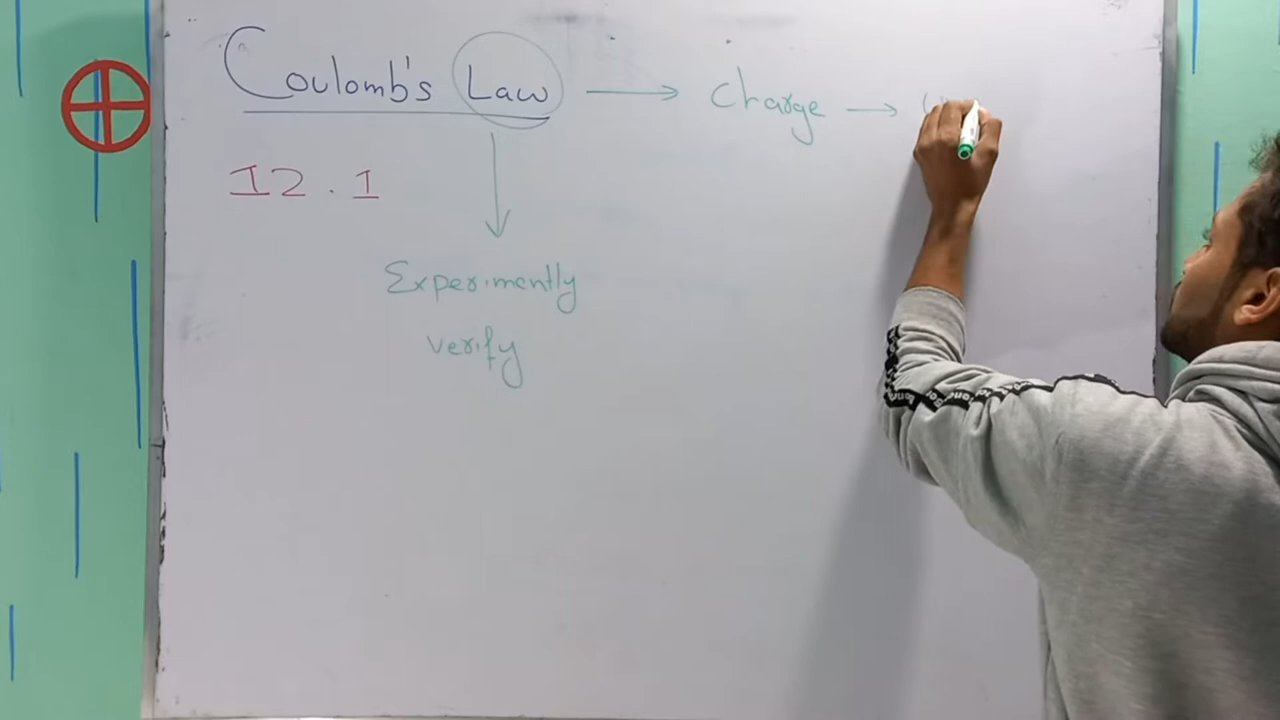 Coulomb's Law → Charge →
12.1
Experimently
verify